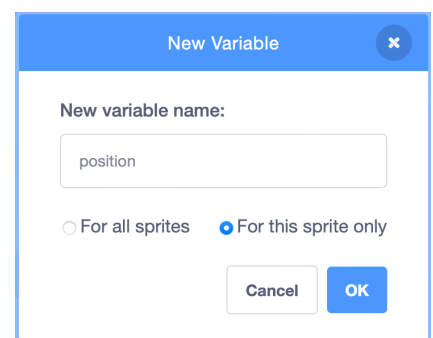 New Variable
New variable name:
position
For all sprites For this sprite only
Cancel OK